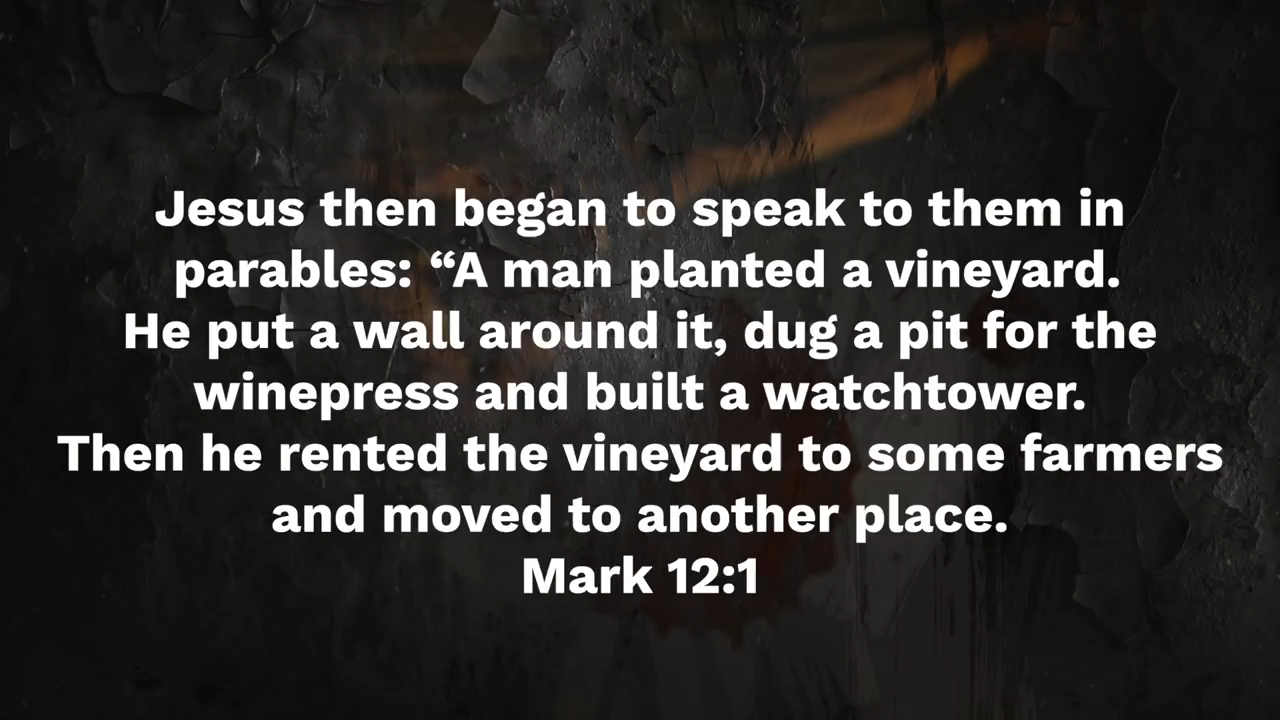 Jesus then began to speak to them in
parables: “A man planted a vineyard.
He put a wall around it, dug a pit for the
winepress and built a watchtower.
Then he rented the vineyard to some farmers
and moved to another place.
Mark 12:1